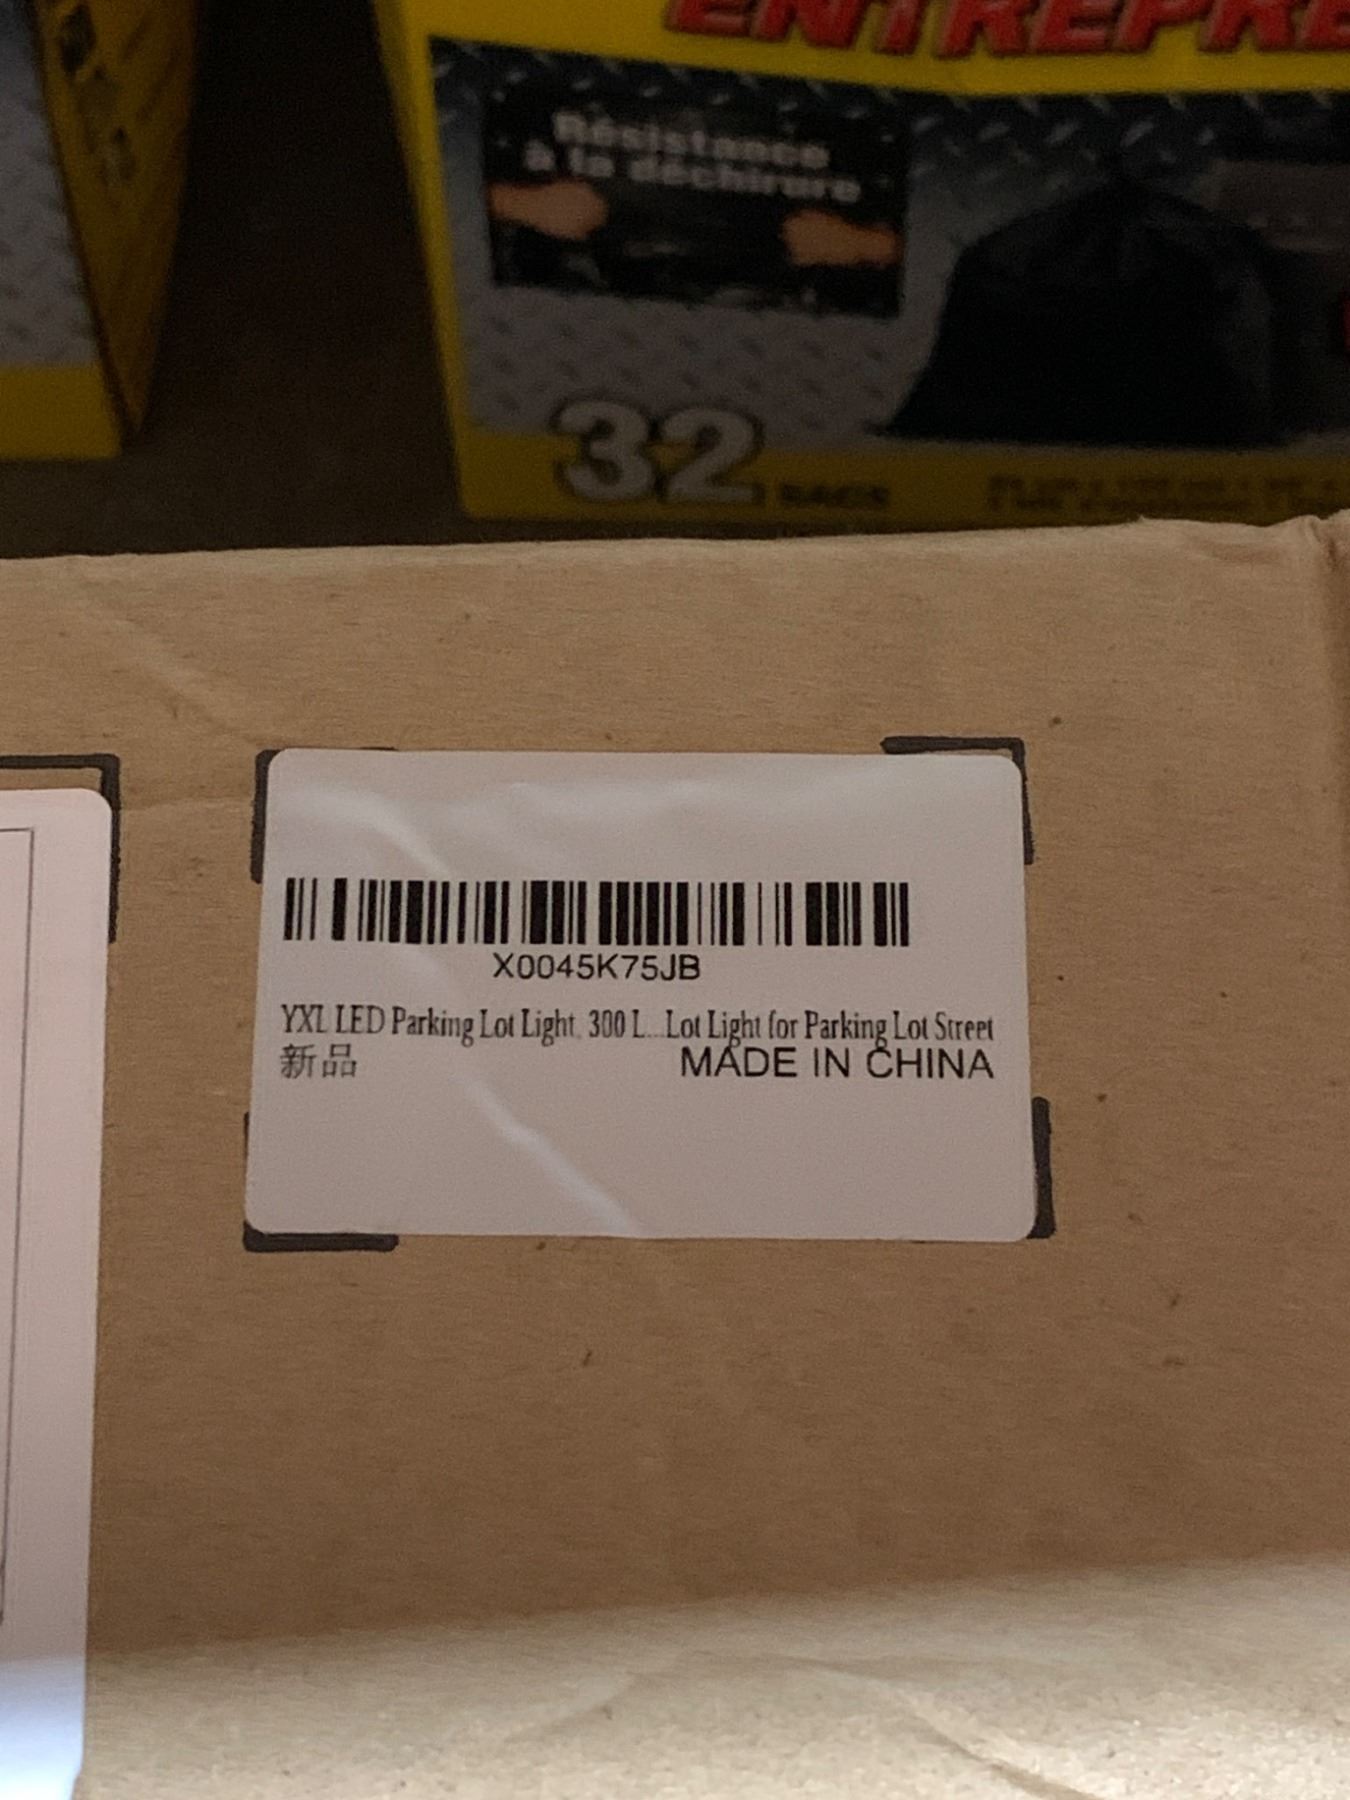 ENTREPRE
Résistance
à la déchirure
32 BAGS
X0045K75JB
YXL LED Parking Lot Light, 300 L...Lot Light for Parking Lot Street
新品 MADE IN CHINA